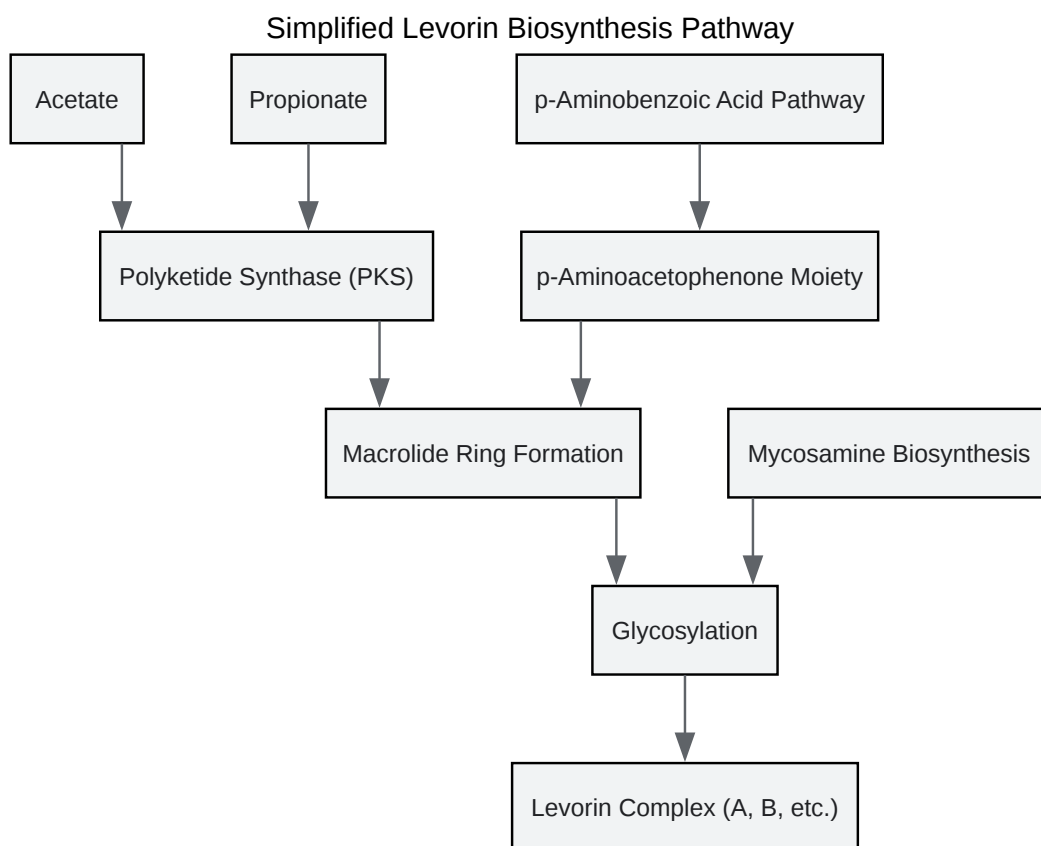 Simplified Levorin Biosynthesis Pathway
Acetate
Propionate
p-Aminobenzoic Acid Pathway
Polyketide Synthase (PKS)
p-Aminoacetophenone Moiety
Macrolide Ring Formation
Mycosamine Biosynthesis
Glycosylation
Levorin Complex (A, B, etc.)